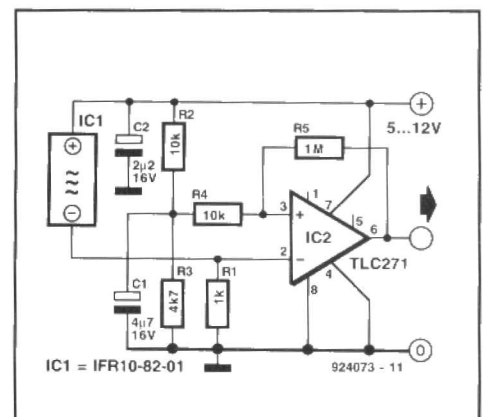 IC1
+
−
C2
2µ2
16V
R2
10k
R5
1M
+
5...12V
R4
10k
3
+
1
7
5
6
IC2
2
−
TLC271
4
8
C1
4µ7
16V
R3
4k7
R1
1k
0
IC1 = IFR10-82-01
924073 - 11